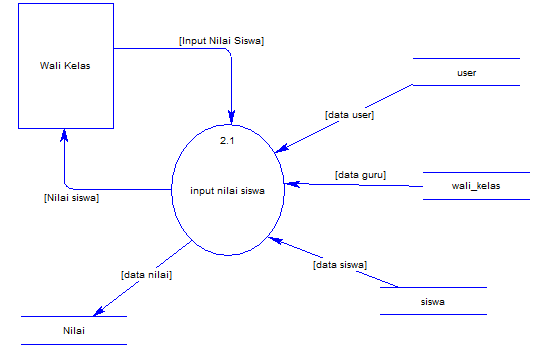 [Input Nilai Siswa]
Wali Kelas
user
[data user]
2.1
[data guru]
wali_kelas
input nilai siswa
[Nilai siswa]
[data siswa]
[data nilai]
siswa
Nilai